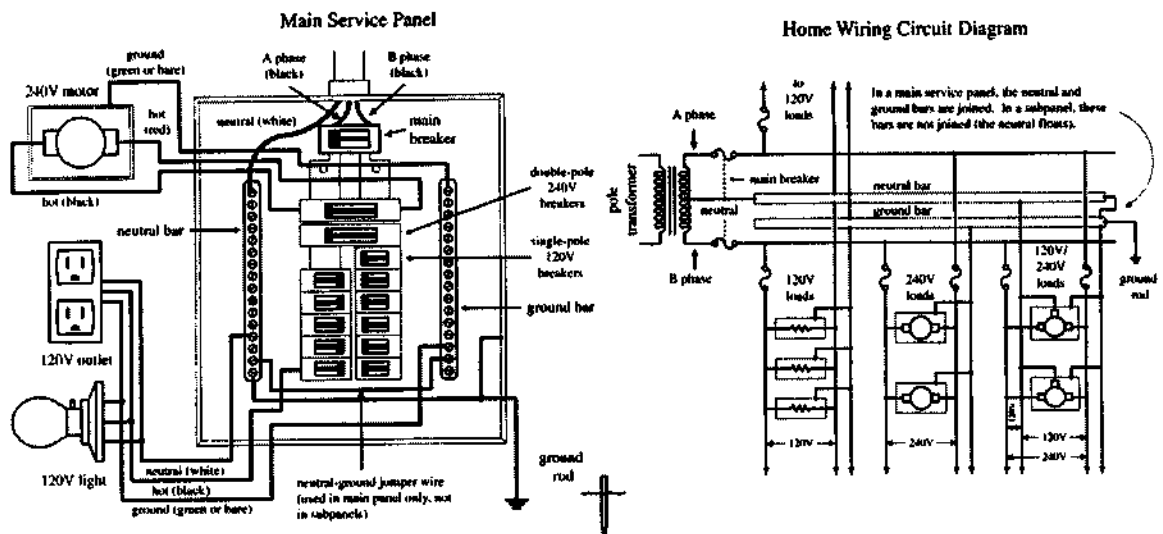 Main Service Panel
ground
(green or bare)
A phase
(black)
B phase
(black)
240V motor
hot
(red)
neutral (white)
main
breaker
hot (black)
double-pole
240V
breakers
neutral bar
single-pole
120V
breakers
ground bar
120V outlet
120V light
neutral (white)
hot (black)
ground (green or bare)
neutral-ground jumper wire
(used in main panel only, not
in subpanels)
ground
rod
Home Wiring Circuit Diagram
to
120V
loads
In a main service panel, the neutral and
ground bars are joined. In a subpanel, these
bars are not joined (the neutral floats).
A phase
main breaker
pole
transformer
neutral
neutral bar
ground bar
B phase
120V
loads
240V
loads
120V/
240V
loads
ground
rod
120V
240V
120V
120V
240V